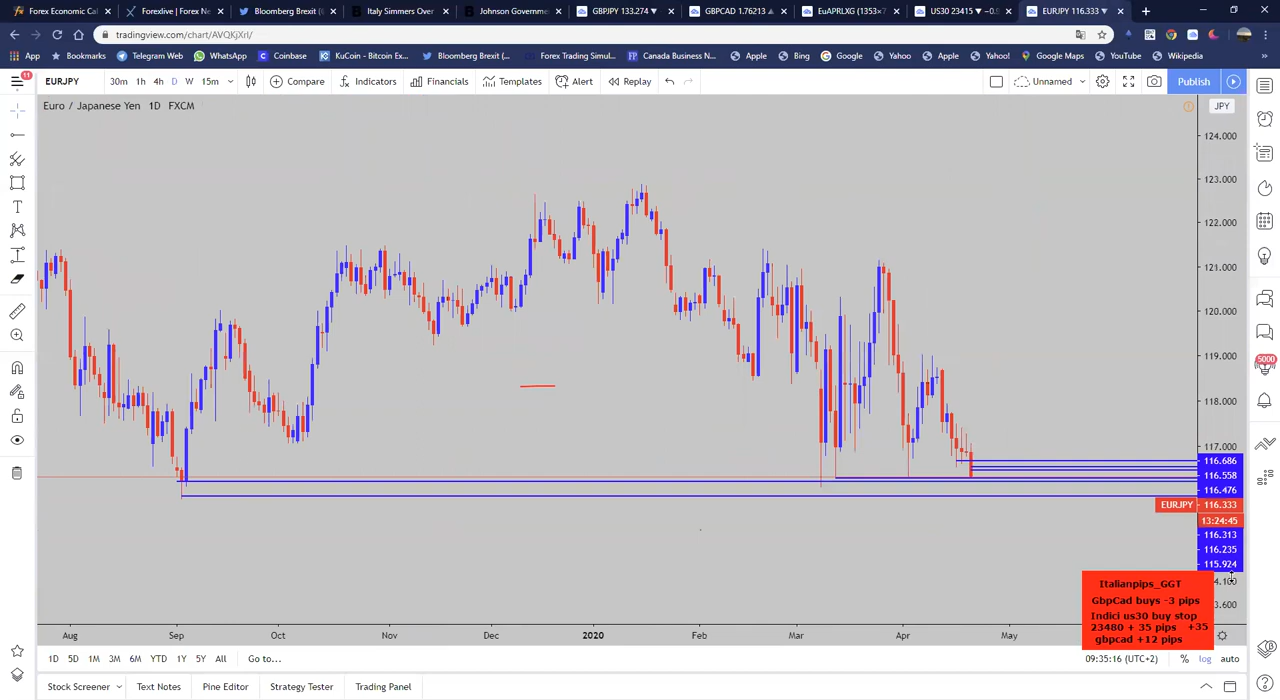 Forex Economic Cal
Forexlive | Forex Ne
Bloomberg Brexit (
Italy Simmers Over
Johnson Governme
GBPJPY 133.274 ▼
GBPCAD 1.76213 ▲
EuAPRLXG (1353×7
US30 23415 ▼ −0.9
EURJPY 116.333 ▼
tradingview.com/chart/AVQKjXrI/
App
Bookmarks
Telegram Web
WhatsApp
Coinbase
KuCoin - Bitcoin Ex...
Bloomberg (@Bloo...
Forex Trading Simul...
Canada Business N...
Apple
Bing
Google
Yahoo
Apple
Yahoo!
Google Maps
YouTube
Wikipedia
11
EURJPY
30m 1h 4h D W 15m
Compare
Indicators
Financials
Templates
Alert
Replay
Unnamed
Publish
Euro / Japanese Yen 1D FXCM
JPY
124.000
123.000
122.000
121.000
120.000
119.000
118.000
117.000
116.686
116.558
116.476
EURJPY 116.333
13:24:45
116.313
116.235
115.924
5000
Italianpips_GGT
GbpCad buys -3 pips
Indici us30 buy stop
23480 + 35 pips +35
gbpcad +12 pips
Aug Sep Oct Nov Dec 2020 Feb Mar Apr May
1D 5D 1M 3M 6M YTD 1Y 5Y All Go to...
09:35:16 (UTC+2) % log auto
Stock Screener Text Notes Pine Editor Strategy Tester Trading Panel